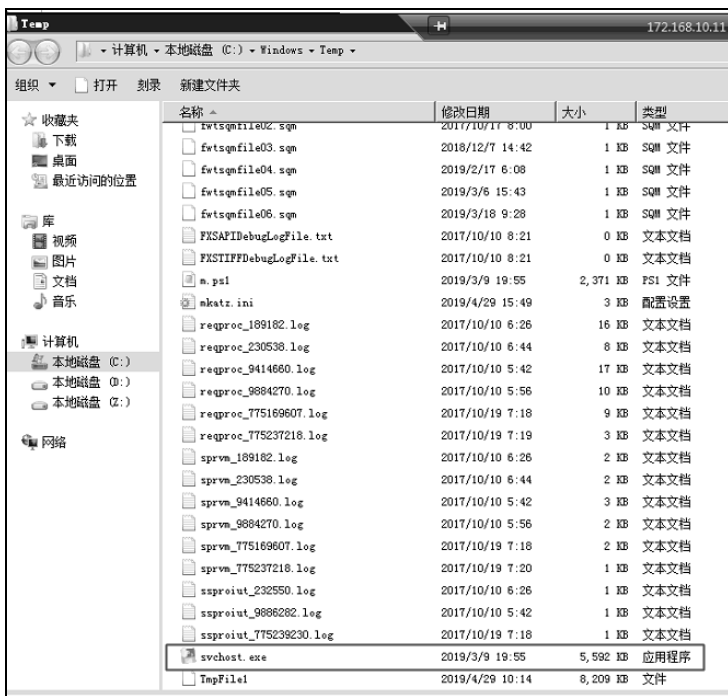 Temp
172.168.10.11
计算机 ▾ 本地磁盘 (C:) ▾ Windows ▾ Temp ▾
组织 ▾ 打开 刻录 新建文件夹
收藏夹
下载
桌面
最近访问的位置
库
视频
图片
文档
音乐
计算机
本地磁盘 (C:)
本地磁盘 (D:)
本地磁盘 (Z:)
网络
名称 修改日期 大小 类型
fwtsqmfile02.sqm 2017/10/17 8:00 1 KB SQM 文件
fwtsqmfile03.sqm 2018/12/7 14:42 1 KB SQM 文件
fwtsqmfile04.sqm 2019/2/17 6:08 1 KB SQM 文件
fwtsqmfile05.sqm 2019/3/6 15:43 1 KB SQM 文件
fwtsqmfile06.sqm 2019/3/18 9:28 1 KB SQM 文件
FXSAPIDebugLogFile.txt 2017/10/10 8:21 0 KB 文本文档
FXSTIFFDebugLogFile.txt 2017/10/10 8:21 0 KB 文本文档
m.ps1 2019/3/9 19:55 2,371 KB PS1 文件
mkatz.ini 2019/4/29 15:49 3 KB 配置设置
reqproc_189182.log 2017/10/10 6:26 16 KB 文本文档
reqproc_230538.log 2017/10/10 6:44 8 KB 文本文档
reqproc_9414660.log 2017/10/10 5:42 17 KB 文本文档
reqproc_9884270.log 2017/10/10 5:56 10 KB 文本文档
reqproc_775169607.log 2017/10/19 7:18 9 KB 文本文档
reqproc_775237218.log 2017/10/19 7:19 3 KB 文本文档
sprvm_189182.log 2017/10/10 6:26 2 KB 文本文档
sprvm_230538.log 2017/10/10 6:44 2 KB 文本文档
sprvm_9414660.log 2017/10/10 5:42 3 KB 文本文档
sprvm_9884270.log 2017/10/10 5:56 2 KB 文本文档
sprvm_775169607.log 2017/10/19 7:18 2 KB 文本文档
sprvm_775237218.log 2017/10/19 7:20 1 KB 文本文档
ssproiut_232550.log 2017/10/10 6:26 1 KB 文本文档
ssproiut_9886282.log 2017/10/10 5:42 1 KB 文本文档
ssproiut_775239230.log 2017/10/19 7:18 1 KB 文本文档
svchost.exe 2019/3/9 19:55 5,592 KB 应用程序
TmpFile1 2019/4/29 10:14 8,209 KB 文件